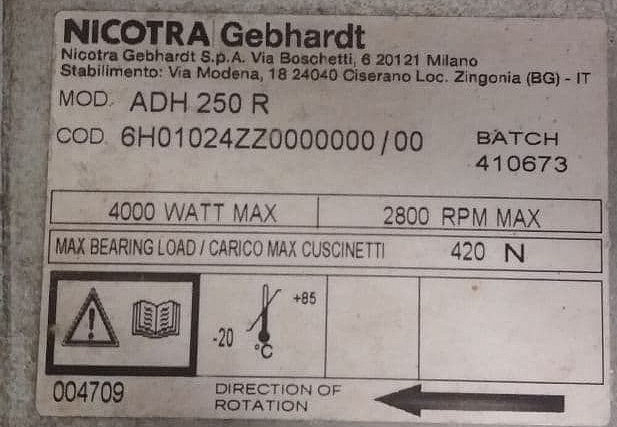 NICOTRA Gebhardt
Nicotra Gebhardt S.p.A. Via Boschetti, 6 20121 Milano
Stabilimento: Via Modena, 18 24040 Ciserano Loc. Zingonia (BG) - IT
MOD. ADH 250 R
COD. 6H01024ZZ0000000/00
BATCH
410673
4000 WATT MAX 2800 RPM MAX
MAX BEARING LOAD / CARICO MAX CUSCINETTI 420 N
-20 +85
°C
004709
DIRECTION OF
ROTATION